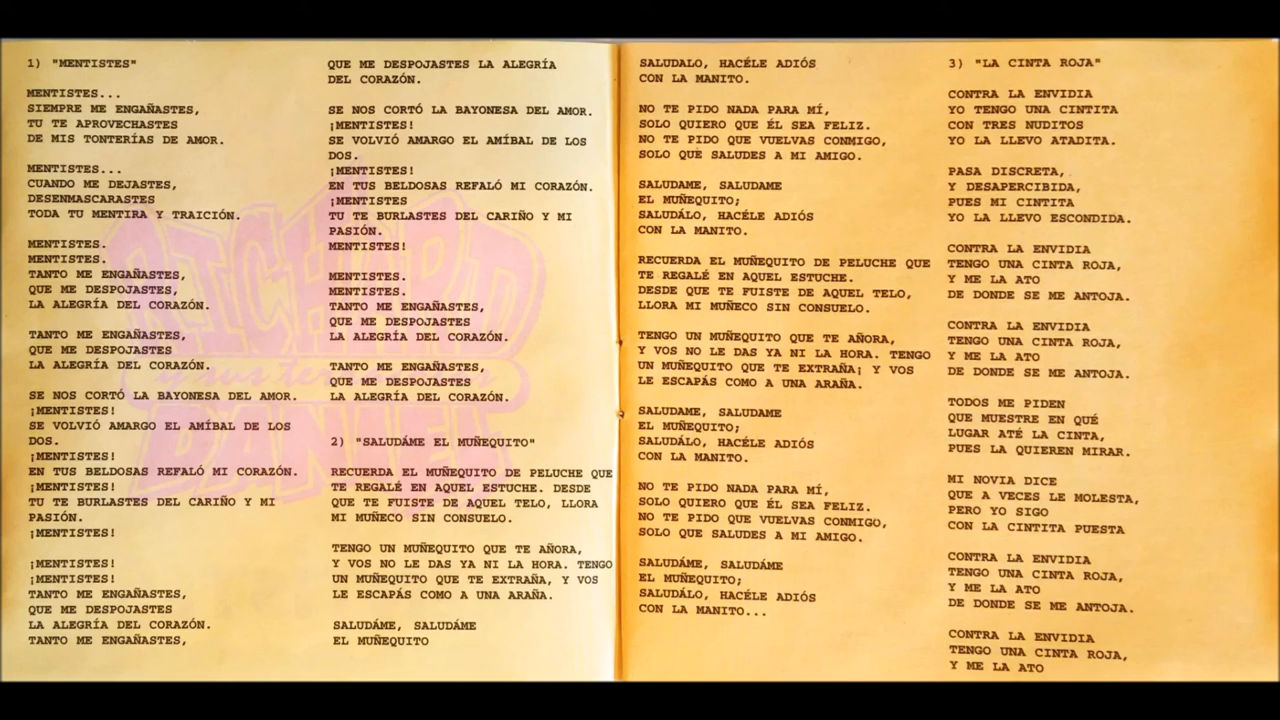 1) "MENTISTES"
MENTISTES...
SIEMPRE ME ENGAÑASTES,
TU TE APROVECHASTES
DE MIS TONTERÍAS DE AMOR.
MENTISTES...
CUANDO ME DEJASTES,
DESENMASCARASTES
TODA TU MENTIRA Y TRAICIÓN.
MENTISTES.
MENTISTES.
TANTO ME ENGAÑASTES,
QUE ME DESPOJASTES,
LA ALEGRÍA DEL CORAZÓN.
TANTO ME ENGAÑASTES,
QUE ME DESPOJASTES
LA ALEGRÍA DEL CORAZÓN.
SE NOS CORTÓ LA BAYONESA DEL AMOR.
¡MENTISTES!
SE VOLVIÓ AMARGO EL AMÍBAL DE LOS
DOS.
¡MENTISTES!
EN TUS BELDOSAS REFALÓ MI CORAZÓN.
¡MENTISTES!
TU TE BURLASTES DEL CARIÑO Y MI
PASIÓN.
¡MENTISTES!
¡MENTISTES!
¡MENTISTES!
TANTO ME ENGAÑASTES,
QUE ME DESPOJASTES
LA ALEGRÍA DEL CORAZÓN.
TANTO ME ENGAÑASTES,
QUE ME DESPOJASTES LA ALEGRÍA
DEL CORAZÓN.
SE NOS CORTÓ LA BAYONESA DEL AMOR.
¡MENTISTES!
SE VOLVIÓ AMARGO EL AMÍBAL DE LOS
DOS.
¡MENTISTES!
EN TUS BELDOSAS REFALÓ MI CORAZÓN.
¡MENTISTES
TU TE BURLASTES DEL CARIÑO Y MI
PASIÓN.
MENTISTES!
MENTISTES.
MENTISTES.
TANTO ME ENGAÑASTES,
QUE ME DESPOJASTES
LA ALEGRÍA DEL CORAZÓN.
TANTO ME ENGAÑASTES,
QUE ME DESPOJASTES
LA ALEGRÍA DEL CORAZÓN.
2) "SALUDÁME EL MUÑEQUITO"
RECUERDA EL MUÑEQUITO DE PELUCHE QUE
TE REGALÉ EN AQUEL ESTUCHE. DESDE
QUE TE FUISTE DE AQUEL TELO, LLORA
MI MUÑECO SIN CONSUELO.
TENGO UN MUÑEQUITO QUE TE AÑORA,
Y VOS NO LE DAS YA NI LA HORA. TENGO
UN MUÑEQUITO QUE TE EXTRAÑA, Y VOS
LE ESCAPÁS COMO A UNA ARAÑA.
SALUDÁME, SALUDÁME
EL MUÑEQUITO
SALUDALO, HACÉLE ADIÓS
CON LA MANITO.
NO TE PIDO NADA PARA MÍ,
SOLO QUIERO QUE ÉL SEA FELIZ.
NO TE PIDO QUE VUELVAS CONMIGO,
SOLO QUE SALUDES A MI AMIGO.
SALUDAME, SALUDAME
EL MUÑEQUITO;
SALUDÁLO, HACÉLE ADIÓS
CON LA MANITO.
RECUERDA EL MUÑEQUITO DE PELUCHE QUE
TE REGALÉ EN AQUEL ESTUCHE.
DESDE QUE TE FUISTE DE AQUEL TELO,
LLORA MI MUÑECO SIN CONSUELO.
TENGO UN MUÑEQUITO QUE TE AÑORA,
Y VOS NO LE DAS YA NI LA HORA. TENGO
UN MUÑEQUITO QUE TE EXTRAÑA; Y VOS
LE ESCAPÁS COMO A UNA ARAÑA.
SALUDAME, SALUDAME
EL MUÑEQUITO;
SALUDÁLO, HACÉLE ADIÓS
CON LA MANITO.
NO TE PIDO NADA PARA MÍ,
SOLO QUIERO QUE ÉL SEA FELIZ.
NO TE PIDO QUE VUELVAS CONMIGO,
SOLO QUE SALUDES A MI AMIGO.
SALUDÁME, SALUDÁME
EL MUÑEQUITO;
SALUDÁLO, HACÉLE ADIÓS
CON LA MANITO...
3) "LA CINTA ROJA"
CONTRA LA ENVIDIA
YO TENGO UNA CINTITA
CON TRES NUDITOS
YO LA LLEVO ATADITA.
PASA DISCRETA,
Y DESAPERCIBIDA,
PUES MI CINTITA
YO LA LLEVO ESCONDIDA.
CONTRA LA ENVIDIA
TENGO UNA CINTA ROJA,
Y ME LA ATO
DE DONDE SE ME ANTOJA.
CONTRA LA ENVIDIA
TENGO UNA CINTA ROJA,
Y ME LA ATO
DE DONDE SE ME ANTOJA.
TODOS ME PIDEN
QUE MUESTRE EN QUÉ
LUGAR ATÉ LA CINTA,
PUES LA QUIEREN MIRAR.
MI NOVIA DICE
QUE A VECES LE MOLESTA,
PERO YO SIGO
CON LA CINTITA PUESTA
CONTRA LA ENVIDIA
TENGO UNA CINTA ROJA,
Y ME LA ATO
DE DONDE SE ME ANTOJA.
CONTRA LA ENVIDIA
TENGO UNA CINTA ROJA,
Y ME LA ATO
RICHARD
y sus
DANIEL